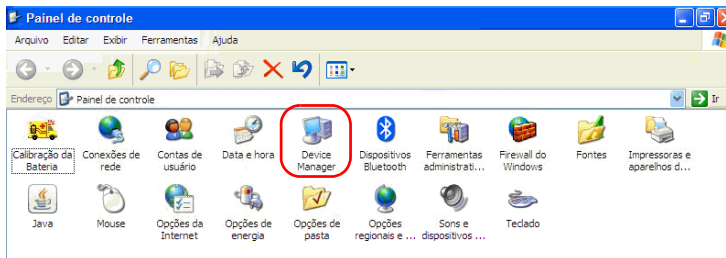 Painel de controle
Arquivo Editar Exibir Ferramentas Ajuda
Endereço Painel de controle Ir
Calibração da Bateria
Conexões de rede
Contas de usuário
Data e hora
Device Manager
Dispositivos Bluetooth
Ferramentas administrati...
Firewall do Windows
Fontes
Impressoras e aparelhos d...
Java
Mouse
Opções da Internet
Opções de energia
Opções de pasta
Opções regionais e ...
Sons e dispositivos ...
Teclado